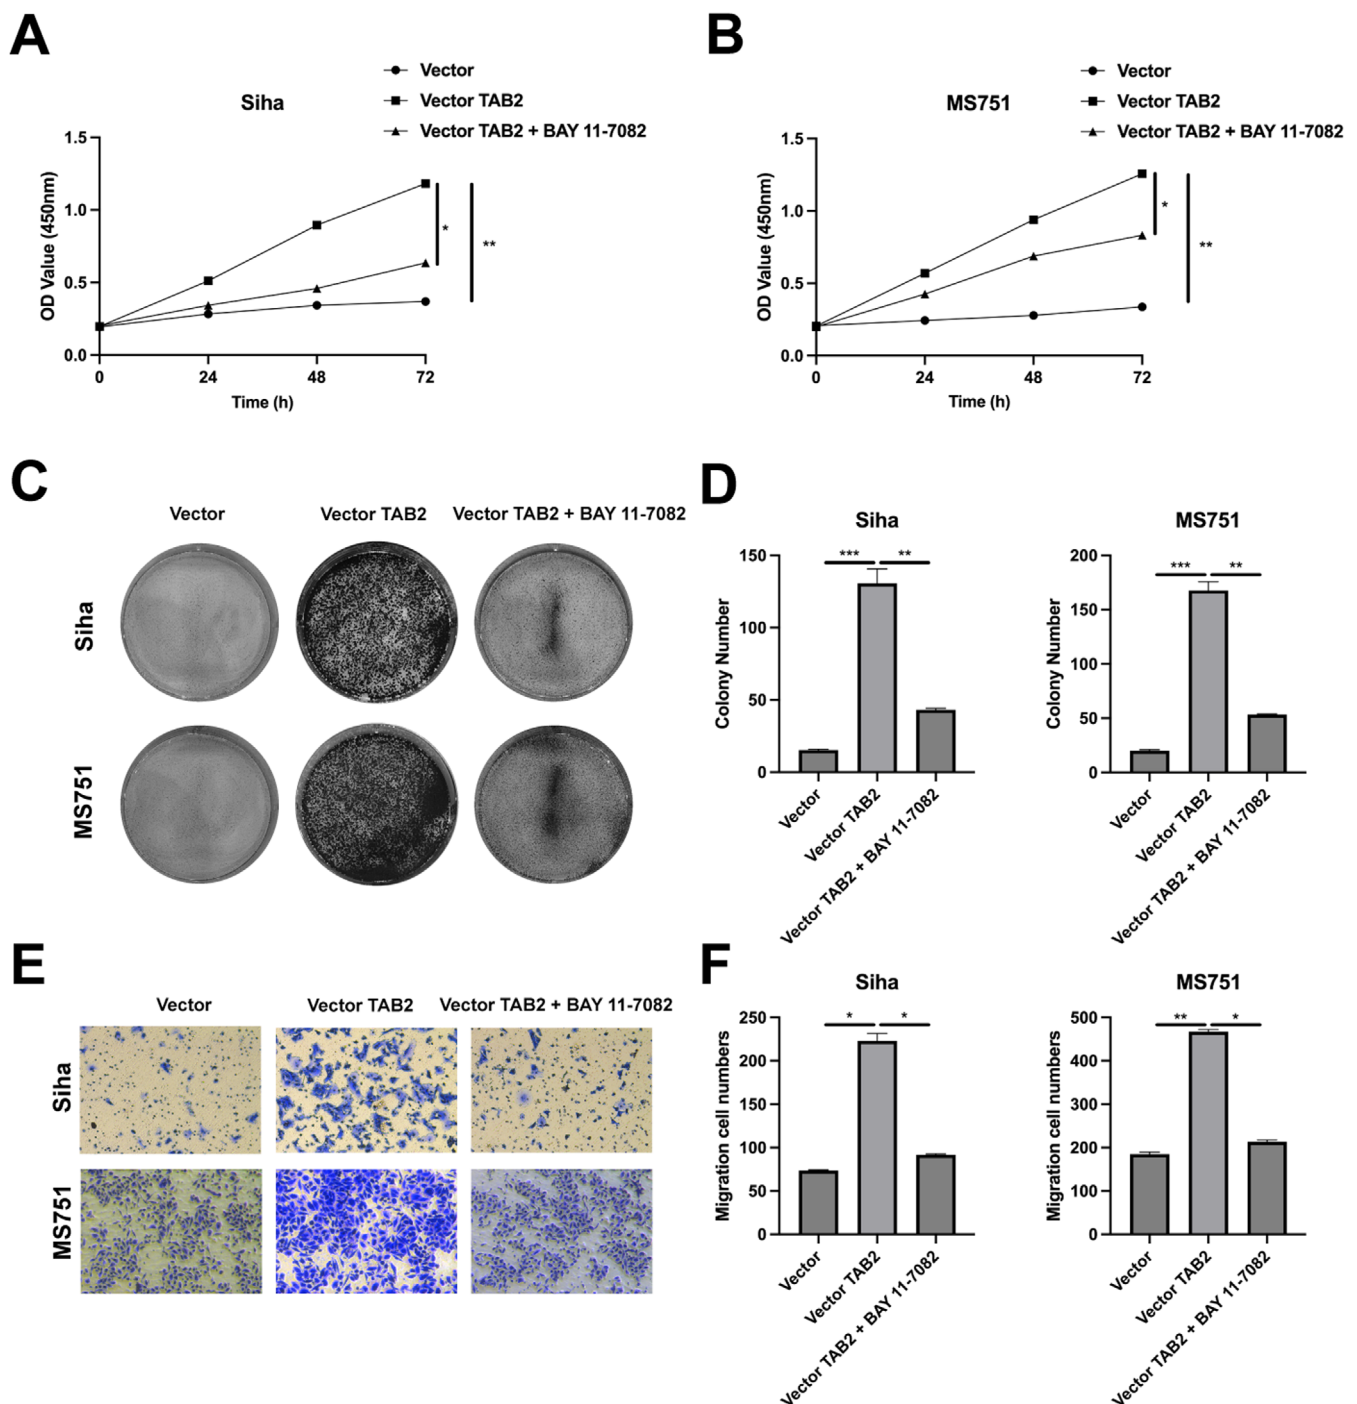 A
Siha
Vector
Vector TAB2
Vector TAB2 + BAY 11-7082
OD Value (450nm)
1.5
1.0
0.5
0.0
*
**
0 24 48 72
Time (h)
B
MS751
Vector
Vector TAB2
Vector TAB2 + BAY 11-7082
OD Value (450nm)
1.5
1.0
0.5
0.0
*
**
0 24 48 72
Time (h)
C
Vector Vector TAB2 Vector TAB2 + BAY 11-7082
Siha
MS751
D
Siha
Colony Number
150
100
50
0
*** **
Vector
Vector TAB2
Vector TAB2 + BAY 11-7082
MS751
Colony Number
200
150
100
50
0
*** **
Vector
Vector TAB2
Vector TAB2 + BAY 11-7082
E
Vector Vector TAB2 Vector TAB2 + BAY 11-7082
Siha
MS751
F
Siha
Migration cell numbers
250
200
150
100
50
0
* *
Vector
Vector TAB2
Vector TAB2 + BAY 11-7082
MS751
Migration cell numbers
500
400
300
200
100
0
** *
Vector
Vector TAB2
Vector TAB2 + BAY 11-7082